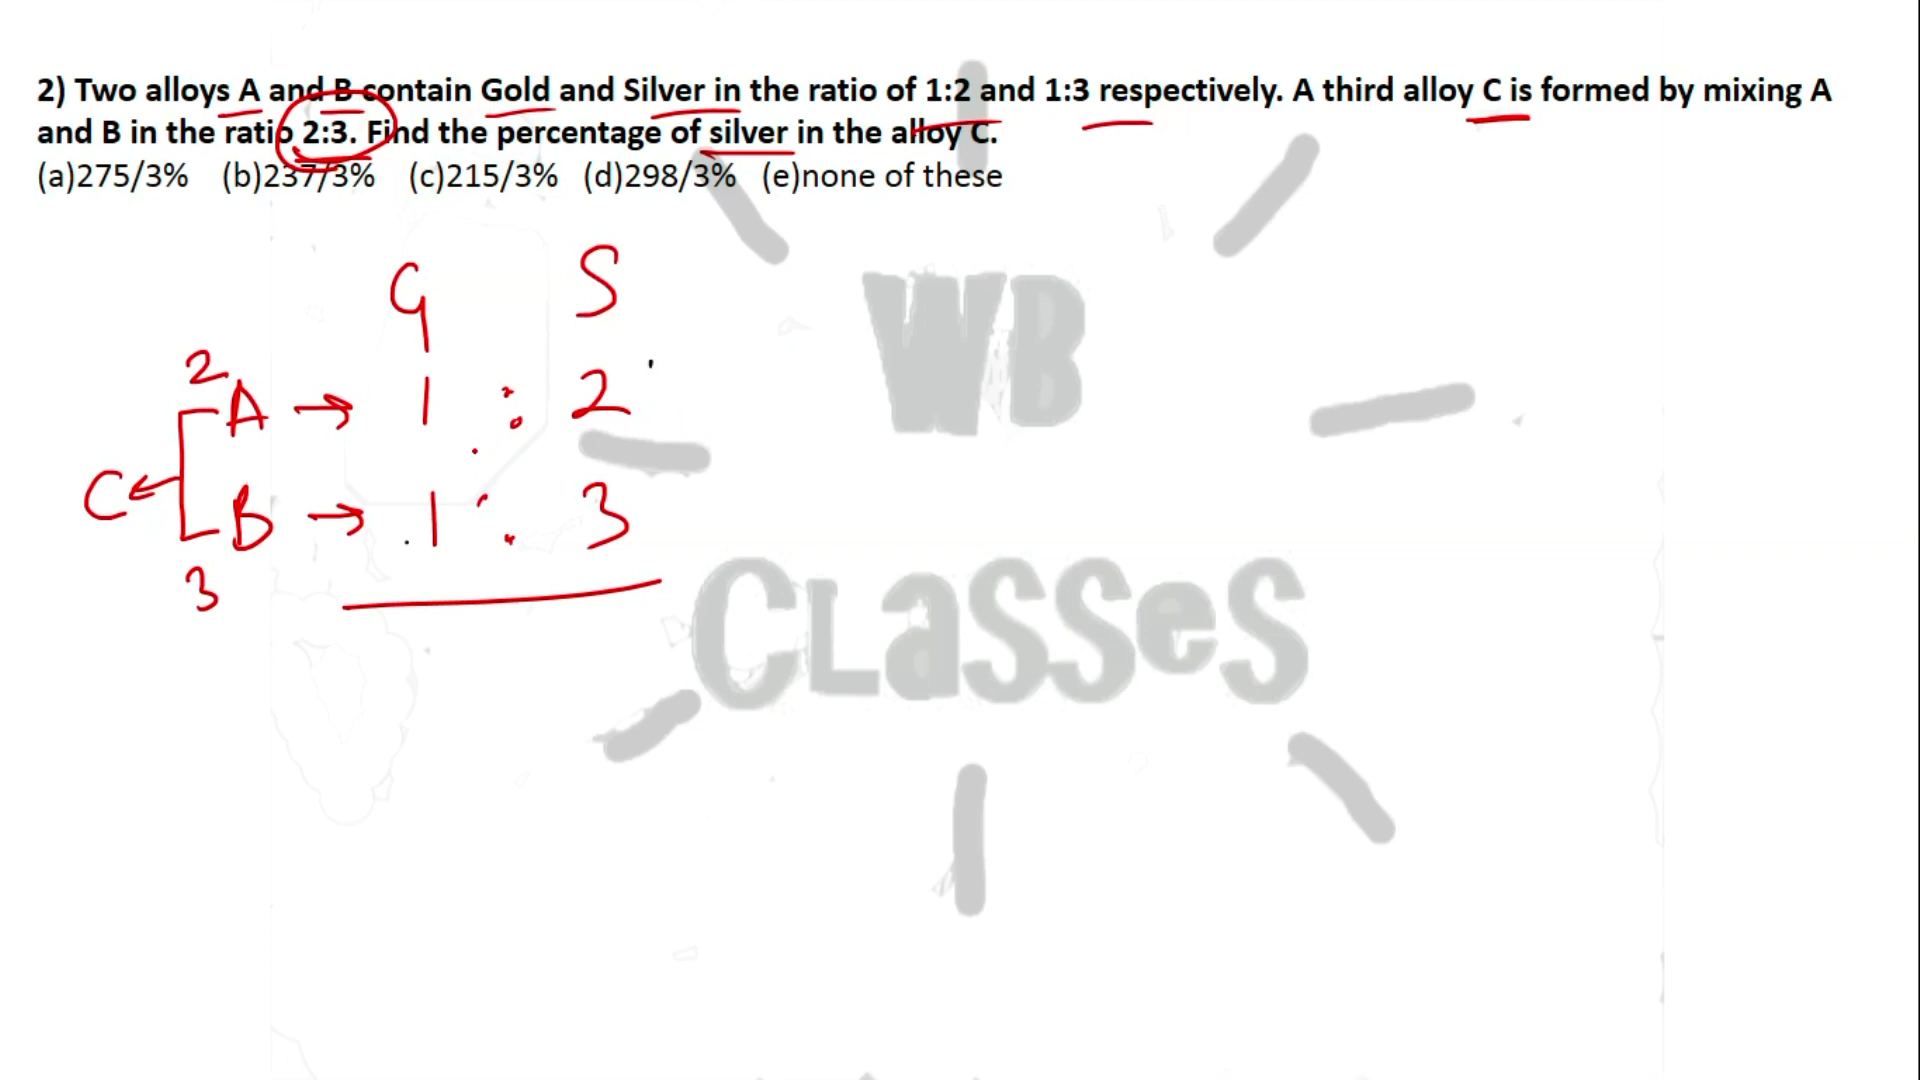 2) Two alloys A and B contain Gold and Silver in the ratio of 1:2 and 1:3 respectively. A third alloy C is formed by mixing A
and B in the ratio 2:3. Find the percentage of silver in the alloy C.
(a)275/3% (b)237/3% (c)215/3% (d)298/3% (e)none of these
G S
2
A → 1 : 2
C ←
B → 1 : 3
3
WB
CLasses